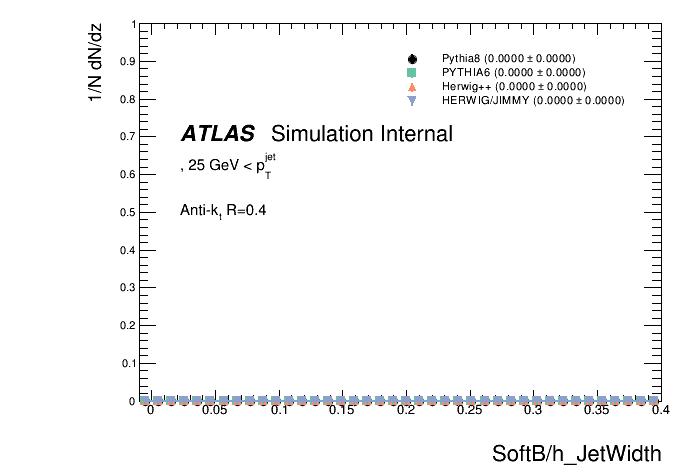 1/N dN/dz
1
0.9
0.8
0.7
0.6
0.5
0.4
0.3
0.2
0.1
0
Pythia8 (0.0000 ± 0.0000)
PYTHIA6 (0.0000 ± 0.0000)
Herwig++ (0.0000 ± 0.0000)
HERWIG/JIMMY (0.0000 ± 0.0000)
ATLAS Simulation Internal
, 25 GeV < p_T^jet
Anti-k_t R=0.4
0 0.05 0.1 0.15 0.2 0.25 0.3 0.35 0.4
SoftB/h_JetWidth